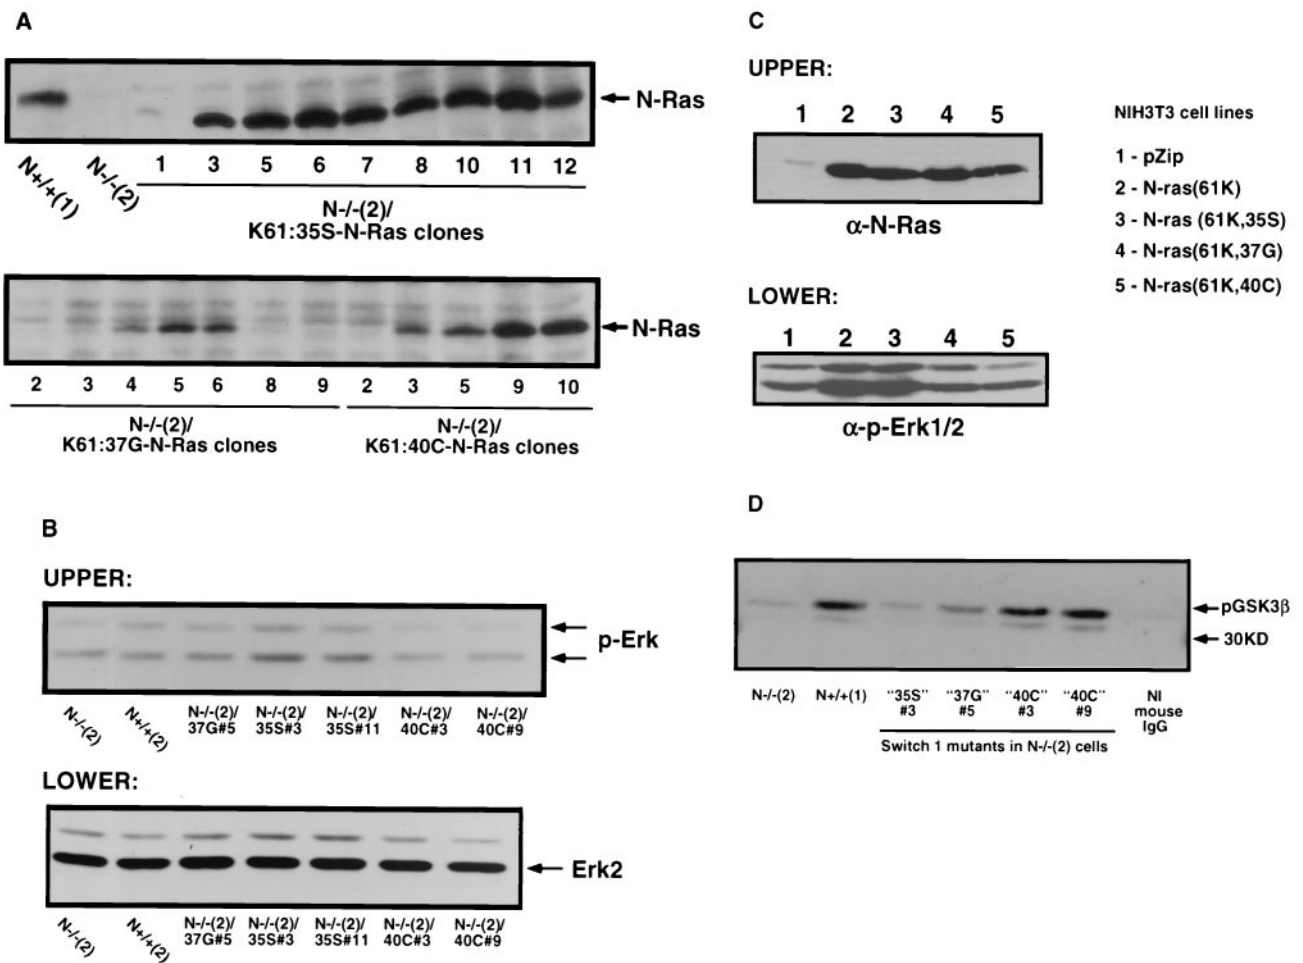 A
N-Ras
N+/+(1)
N-/-(2)
1 3 5 6 7 8 10 11 12
N-/-(2)/
K61:35S-N-Ras clones
N-Ras
2 3 4 5 6 8 9 2 3 5 9 10
N-/-(2)/
K61:37G-N-Ras clones
N-/-(2)/
K61:40C-N-Ras clones
B
UPPER:
p-Erk
N-/-(2)
N+/+(2)
N-/-(2)/
37G#5
N-/-(2)/
35S#3
N-/-(2)/
35S#11
N-/-(2)/
40C#3
N-/-(2)/
40C#9
LOWER:
Erk2
N-/-(2)
N+/+(2)
N-/-(2)/
37G#5
N-/-(2)/
35S#3
N-/-(2)/
35S#11
N-/-(2)/
40C#3
N-/-(2)/
40C#9
C
UPPER:
1 2 3 4 5
α-N-Ras
NIH3T3 cell lines
1 - pZip
2 - N-ras(61K)
3 - N-ras (61K,35S)
4 - N-ras(61K,37G)
5 - N-ras(61K,40C)
LOWER:
1 2 3 4 5
α-p-Erk1/2
D
pGSK3β
30KD
N-/-(2)
N+/+(1)
"35S"
#3
"37G"
#5
"40C"
#3
"40C"
#9
NI
mouse
IgG
Switch 1 mutants in N-/-(2) cells